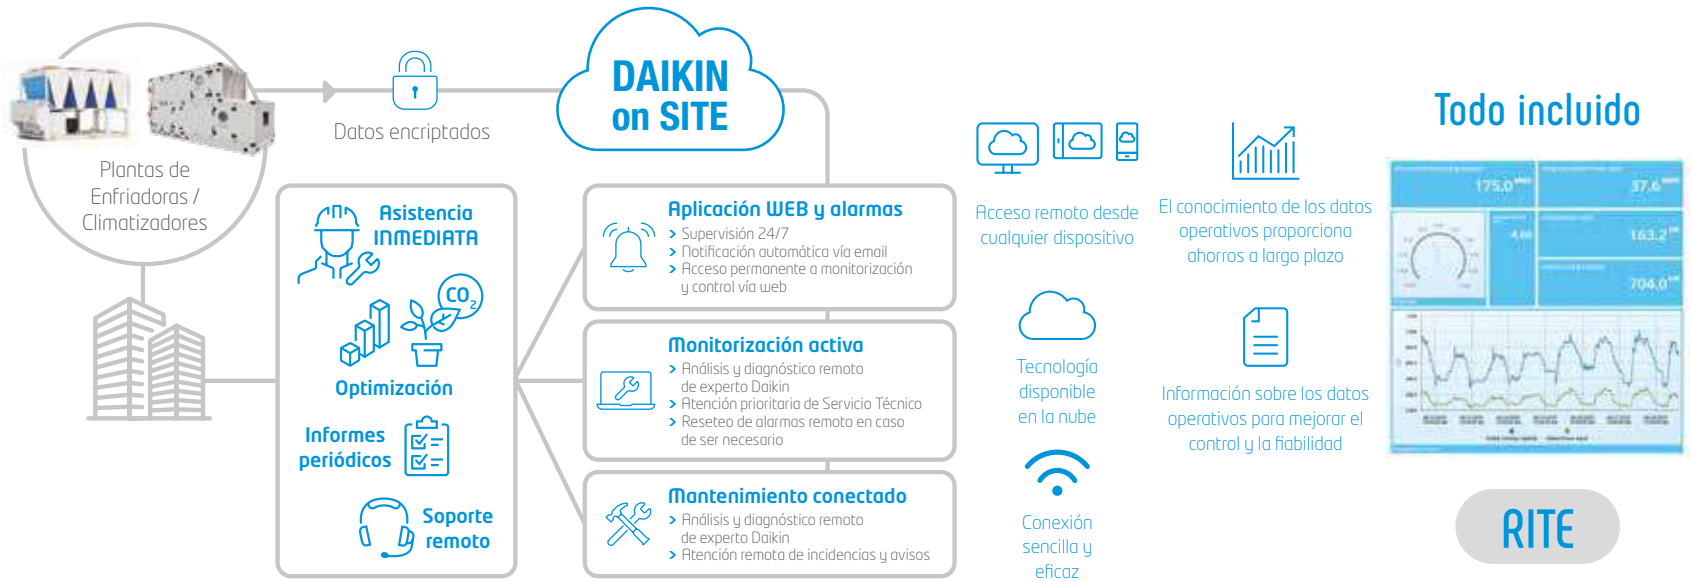 Plantas de
Enfriadoras /
Climatizadores
Datos encriptados
DAIKIN
on SITE
Asistencia
INMEDIATA
CO2
Optimización
Informes
periódicos
Soporte
remoto
Aplicación WEB y alarmas
> Supervisión 24/7
> Notificación automática vía email
> Acceso permanente a monitorización
y control vía web
Monitorización activa
> Análisis y diagnóstico remoto
de experto Daikin
> Atención prioritaria de Servicio Técnico
> Reseteo de alarmas remoto en caso
de ser necesario
Mantenimiento conectado
> Análisis y diagnóstico remoto
de experto Daikin
> Atención remota de incidencias y avisos
Acceso remoto desde
cualquier dispositivo
Tecnología
disponible
en la nube
Conexión
sencilla y
eficaz
El conocimiento de los datos
operativos proporciona
ahorros a largo plazo
Información sobre los datos
operativos para mejorar el
control y la fiabilidad
Todo incluido
175.0
37.6
163.2
704.0
RITE